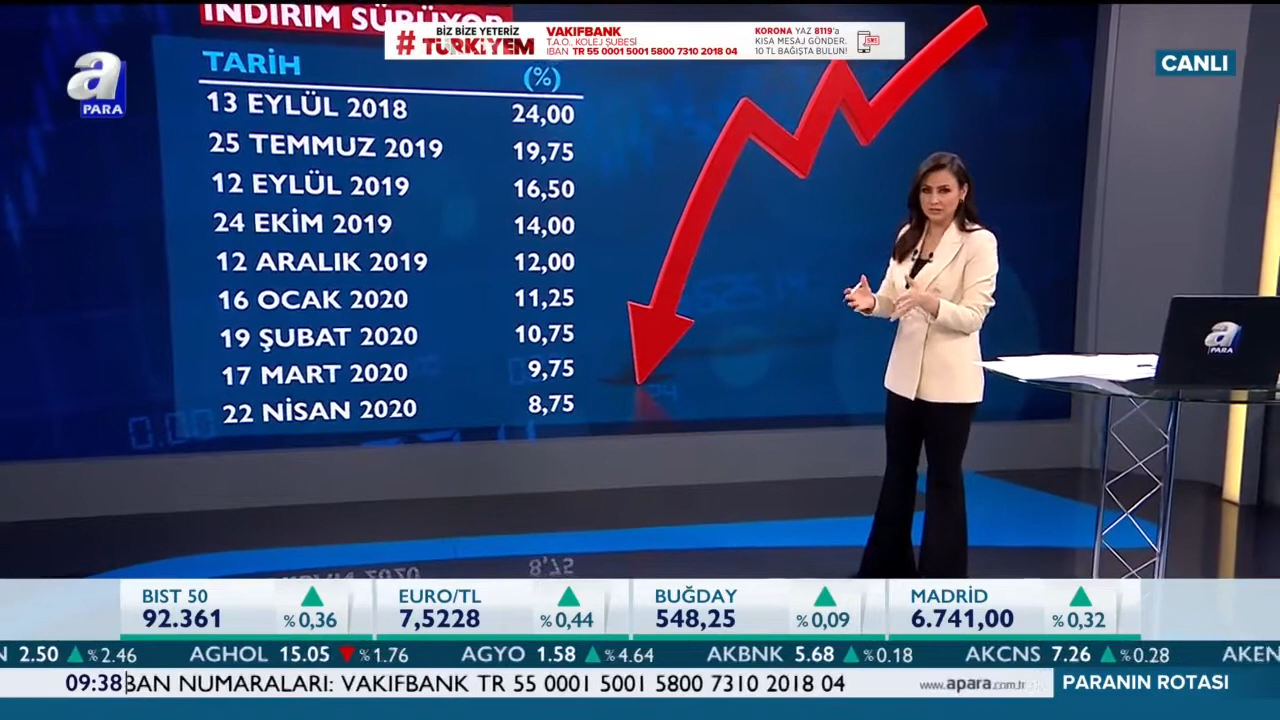 İNDİRİM SÜRÜYOR
# BİZ BİZE YETERİZ
TÜRKİYEM
VAKIFBANK
T.A.O., KOLEJ ŞUBESİ
IBAN TR 55 0001 5001 5800 7310 2018 04
KORONA YAZ 8119'a
KISA MESAJ GÖNDER.
10 TL BAĞIŞTA BULUN!
SMS
CANLI
a
PARA
TARİH (%)
13 EYLÜL 2018 24,00
25 TEMMUZ 2019 19,75
12 EYLÜL 2019 16,50
24 EKİM 2019 14,00
12 ARALIK 2019 12,00
16 OCAK 2020 11,25
19 ŞUBAT 2020 10,75
17 MART 2020 9,75
22 NİSAN 2020 8,75
a
PARA
BIST 50 92.361 % 0,36
EURO/TL 7,5228 % 0,44
BUĞDAY 548,25 % 0,09
MADRİD 6.741,00 % 0,32
N 2.50 %2.46 AGHOL 15.05 %1.76 AGYO 1.58 %4.64 AKBNK 5.68 %0.18 AKCNS 7.26 %0.28 AKEN
09:38 BAN NUMARALARI: VAKIFBANK TR 55 0001 5001 5800 7310 2018 04 www.apara.com.tr PARANIN ROTASI